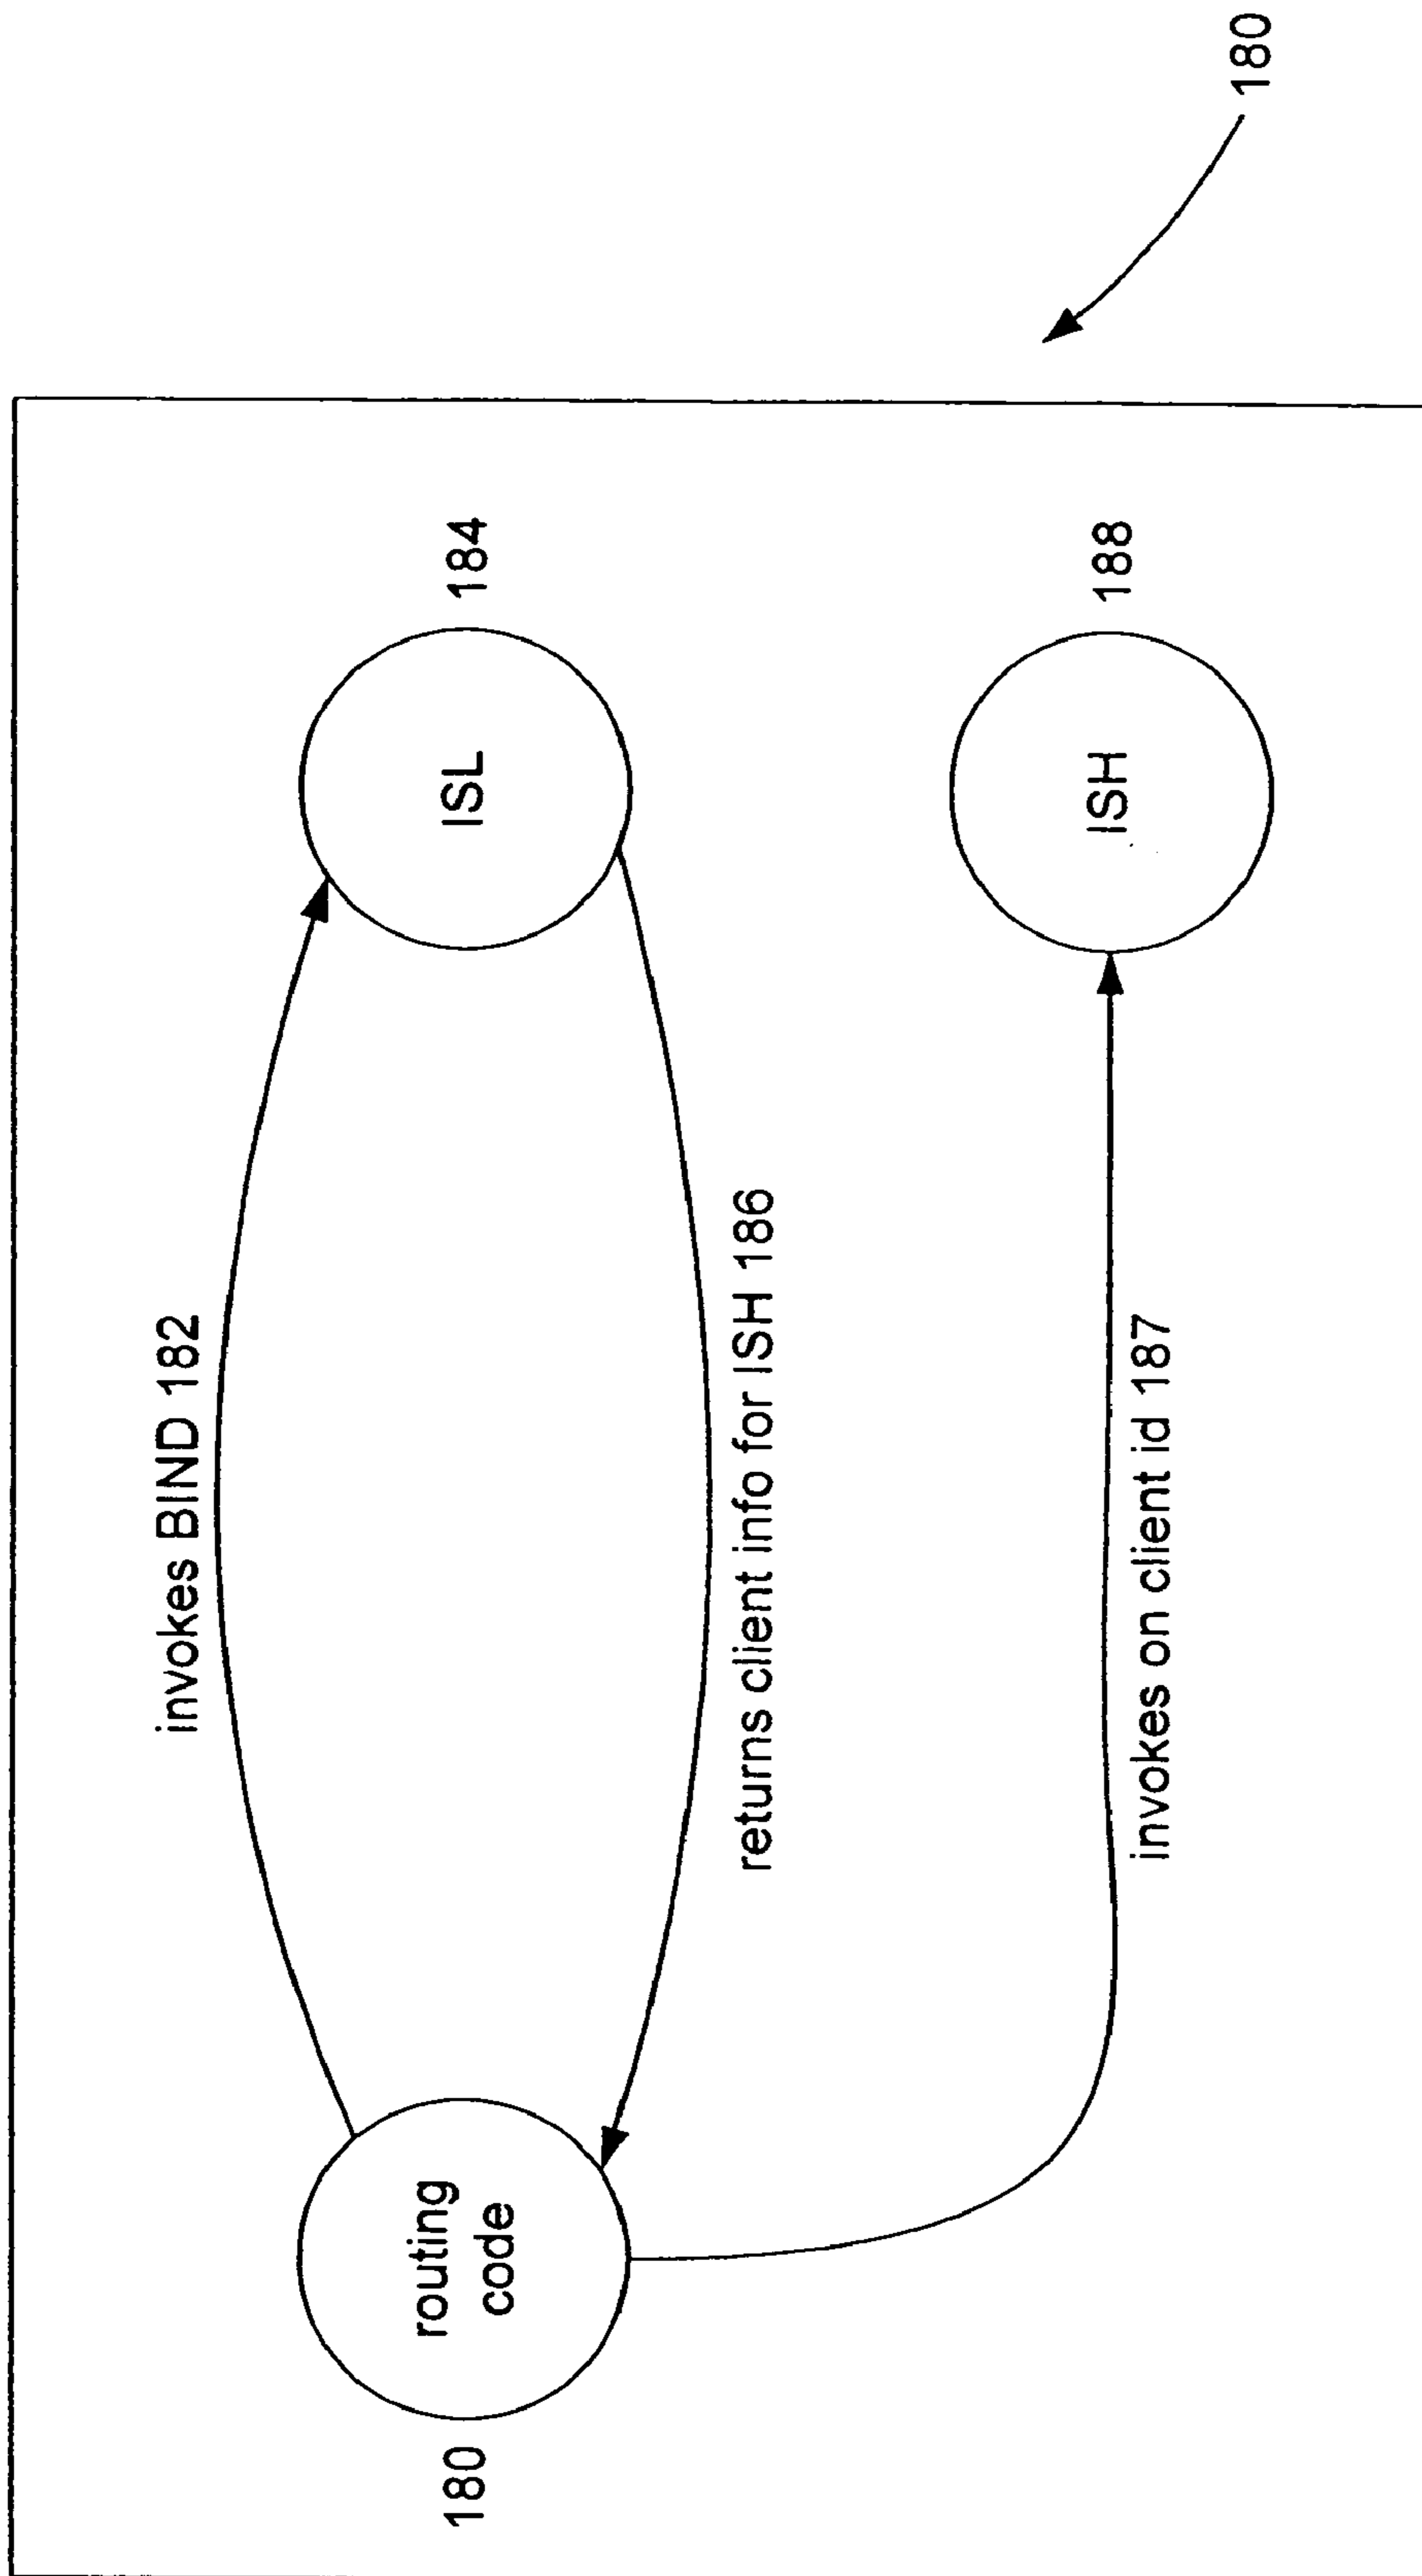 invokes BIND 182
180
routing
code
ISL
184
returns client info for ISH 186
invokes on client id 187
ISH
188
180